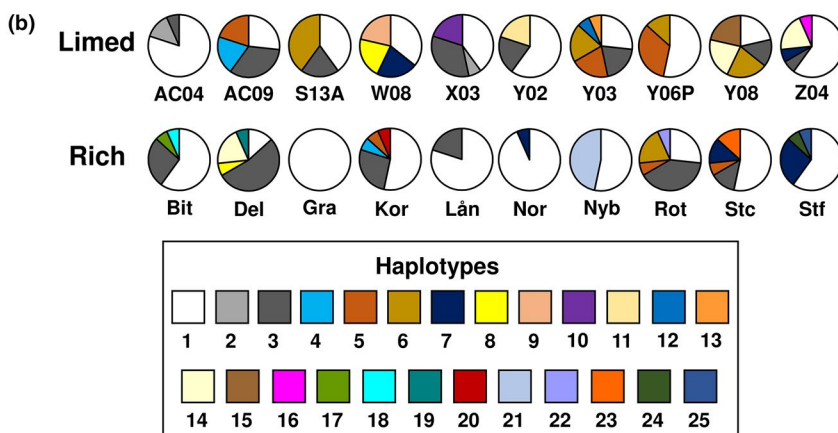 (b)
Limed
AC04 AC09 S13A W08 X03 Y02 Y03 Y06P Y08 Z04
Rich
Bit Del Gra Kor Lån Nor Nyb Rot Stc Stf
Haplotypes
1 2 3 4 5 6 7 8 9 10 11 12 13
14 15 16 17 18 19 20 21 22 23 24 25